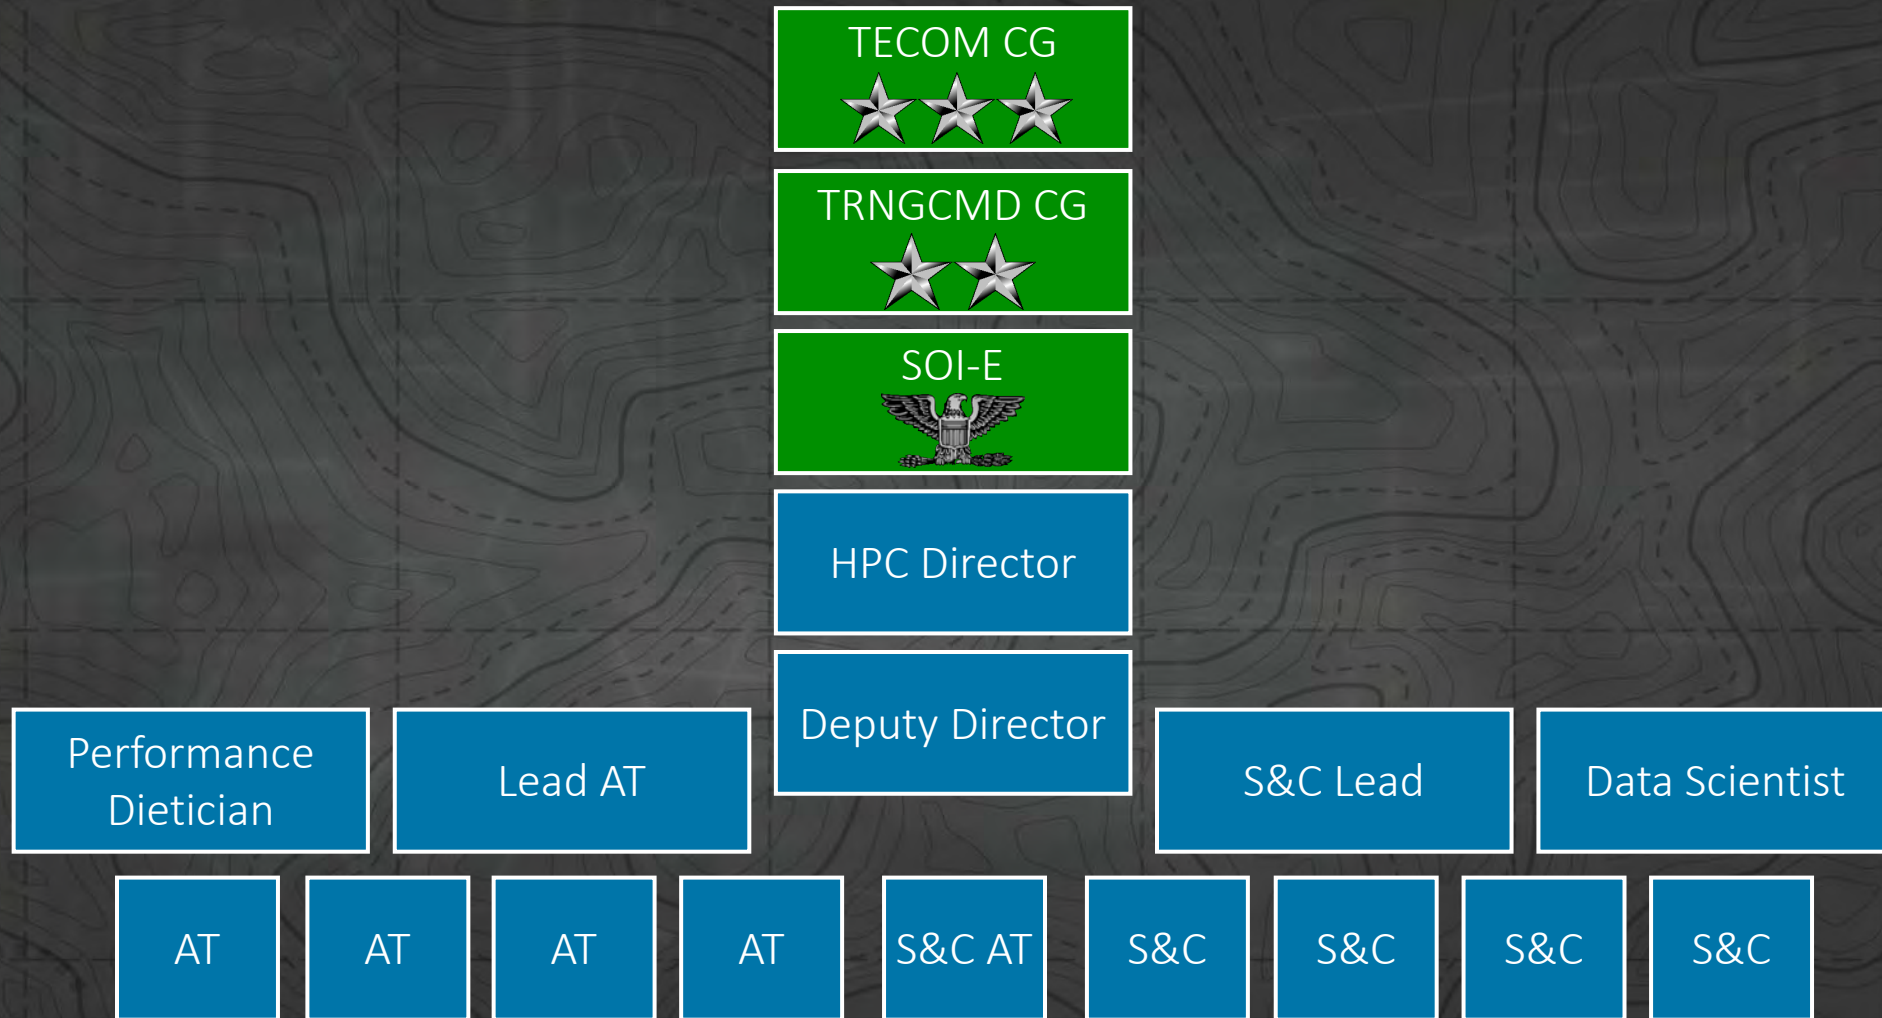 TECOM CG
TRNGCMD CG
SOI-E
HPC Director
Deputy Director
Performance
Dietician
Lead AT
S&C Lead
Data Scientist
AT
AT
AT
AT
S&C AT
S&C
S&C
S&C
S&C